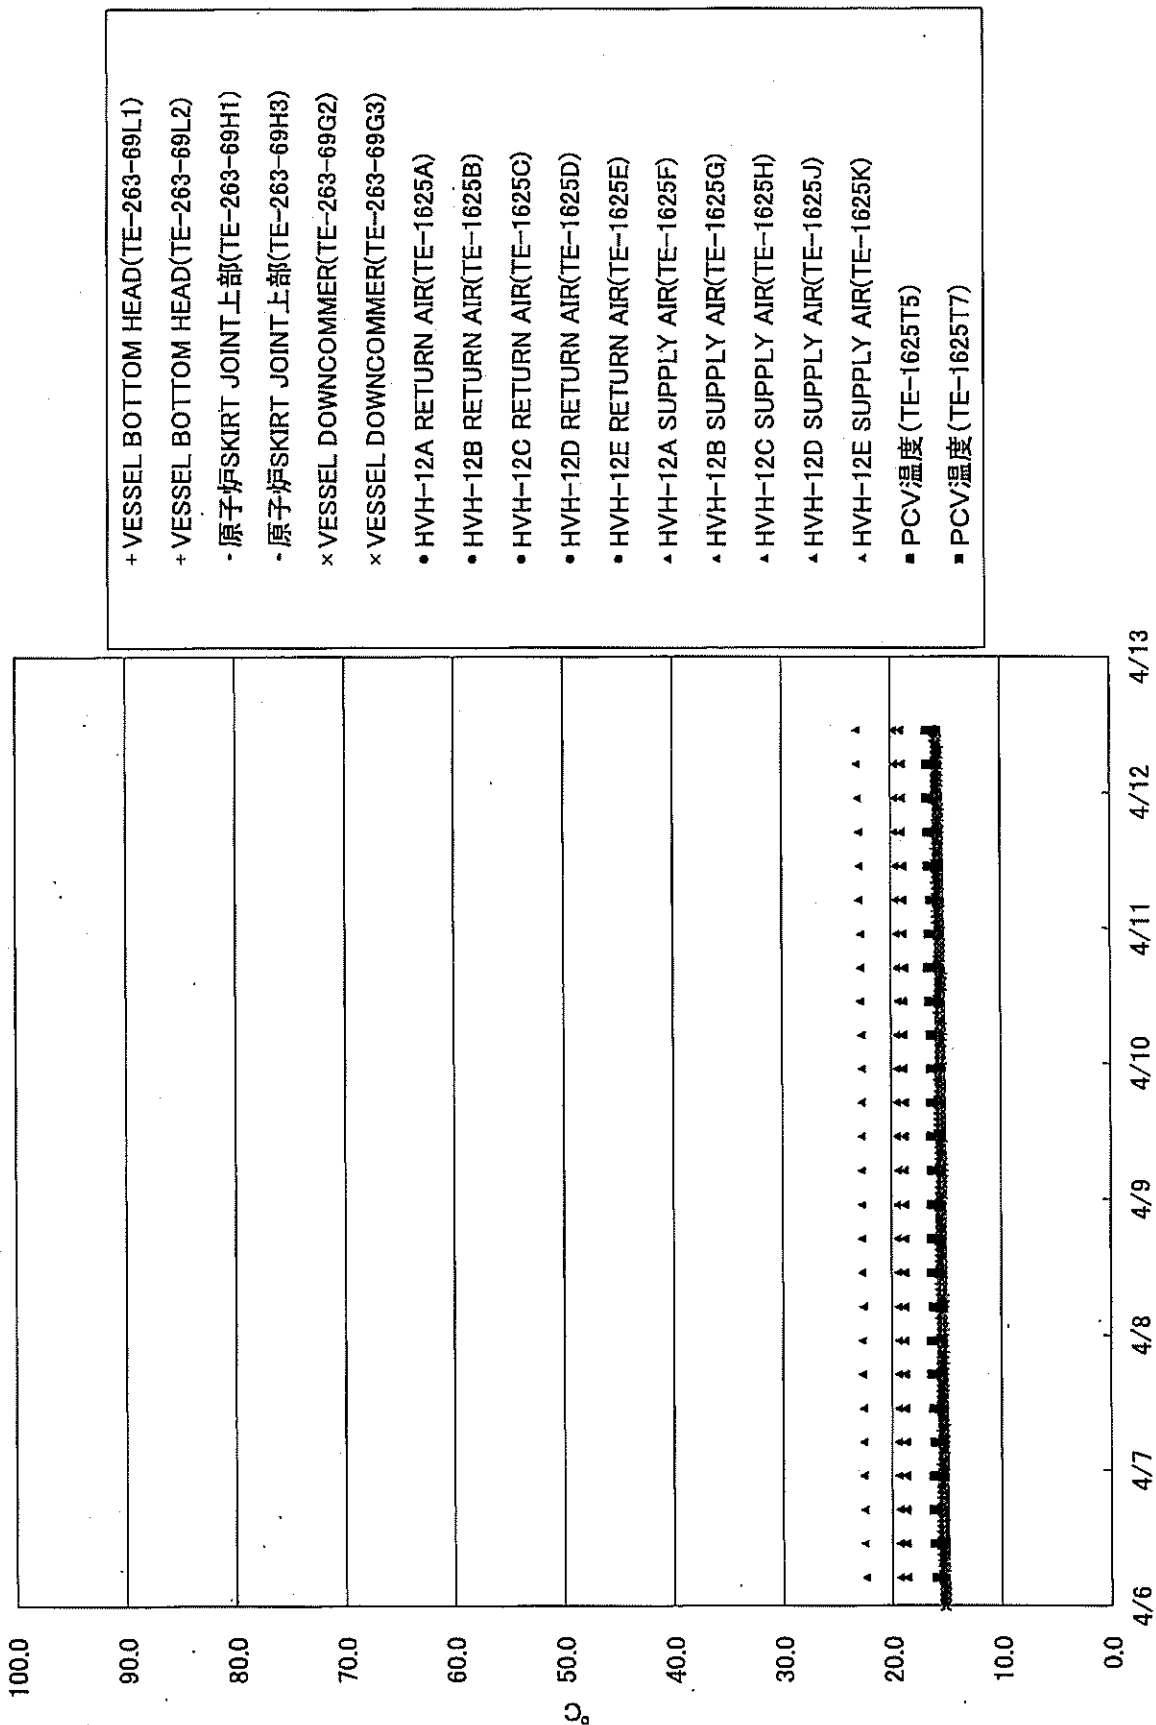 100.0
90.0
80.0
70.0
60.0
50.0
40.0
30.0
20.0
10.0
0.0
℃
4/6
4/7
4/8
4/9
4/10
4/11
4/12
4/13
+ VESSEL BOTTOM HEAD(TE-263-69L1)
+ VESSEL BOTTOM HEAD(TE-263-69L2)
- 原子炉SKIRT JOINT上部(TE-263-69H1)
- 原子炉SKIRT JOINT上部(TE-263-69H3)
× VESSEL DOWNCOMMER(TE-263-69G2)
× VESSEL DOWNCOMMER(TE-263-69G3)
● HVH-12A RETURN AIR(TE-1625A)
● HVH-12B RETURN AIR(TE-1625B)
● HVH-12C RETURN AIR(TE-1625C)
● HVH-12D RETURN AIR(TE-1625D)
● HVH-12E RETURN AIR(TE-1625E)
▲ HVH-12A SUPPLY AIR(TE-1625F)
▲ HVH-12B SUPPLY AIR(TE-1625G)
▲ HVH-12C SUPPLY AIR(TE-1625H)
▲ HVH-12D SUPPLY AIR(TE-1625J)
▲ HVH-12E SUPPLY AIR(TE-1625K)
■ PCV温度(TE-1625T5)
■ PCV温度(TE-1625T7)